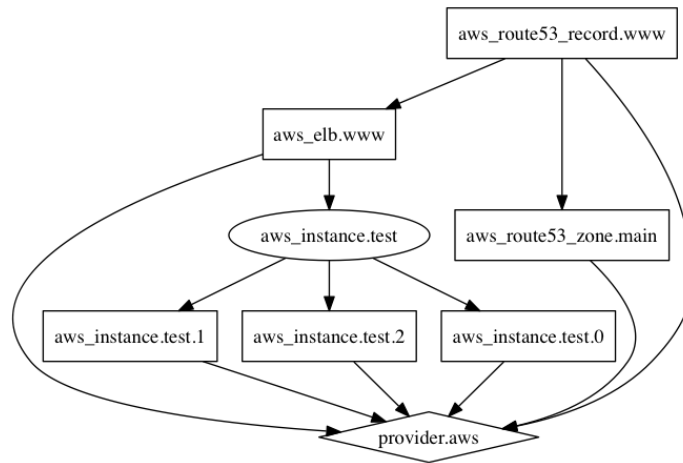 aws_route53_record.www
aws_elb.www
aws_instance.test
aws_route53_zone.main
aws_instance.test.1
aws_instance.test.2
aws_instance.test.0
provider.aws